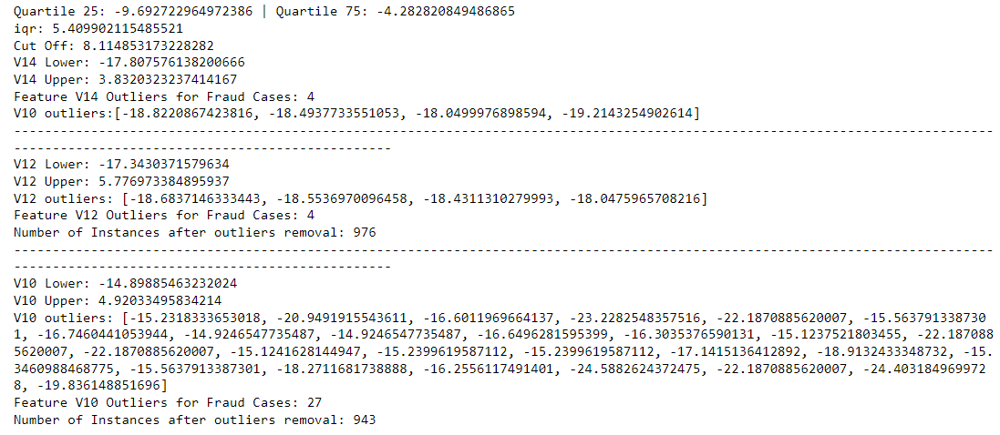 Quartile 25: -9.692722964972386 | Quartile 75: -4.282820849486865
iqr: 5.409902115485521
Cut Off: 8.114853173228282
V14 Lower: -17.807576138200666
V14 Upper: 3.8320323237414167
Feature V14 Outliers for Fraud Cases: 4
V10 outliers:[-18.8220867423816, -18.4937733551053, -18.0499976898594, -19.2143254902614]
--------------------------------------------------------------------------------------------------------------------------------
-------------------------------------------------
V12 Lower: -17.3430371579634
V12 Upper: 5.776973384895937
V12 outliers: [-18.6837146333443, -18.5536970096458, -18.4311310279993, -18.0475965708216]
Feature V12 Outliers for Fraud Cases: 4
Number of Instances after outliers removal: 976
--------------------------------------------------------------------------------------------------------------------------------
-------------------------------------------------
V10 Lower: -14.89885463232024
V10 Upper: 4.92033495834214
V10 outliers: [-15.2318333653018, -20.9491915543611, -16.6011969664137, -23.2282548357516, -22.1870885620007, -15.563791338730
1, -16.7460441053944, -14.9246547735487, -14.9246547735487, -16.6496281595399, -16.3035376590131, -15.1237521803455, -22.187088
5620007, -22.1870885620007, -15.1241628144947, -15.2399619587112, -15.2399619587112, -17.1415136412892, -18.9132433348732, -15.
3460988468775, -15.5637913387301, -18.2711681738888, -16.2556117491401, -24.5882624372475, -22.1870885620007, -24.403184969972
8, -19.836148851696]
Feature V10 Outliers for Fraud Cases: 27
Number of Instances after outliers removal: 943